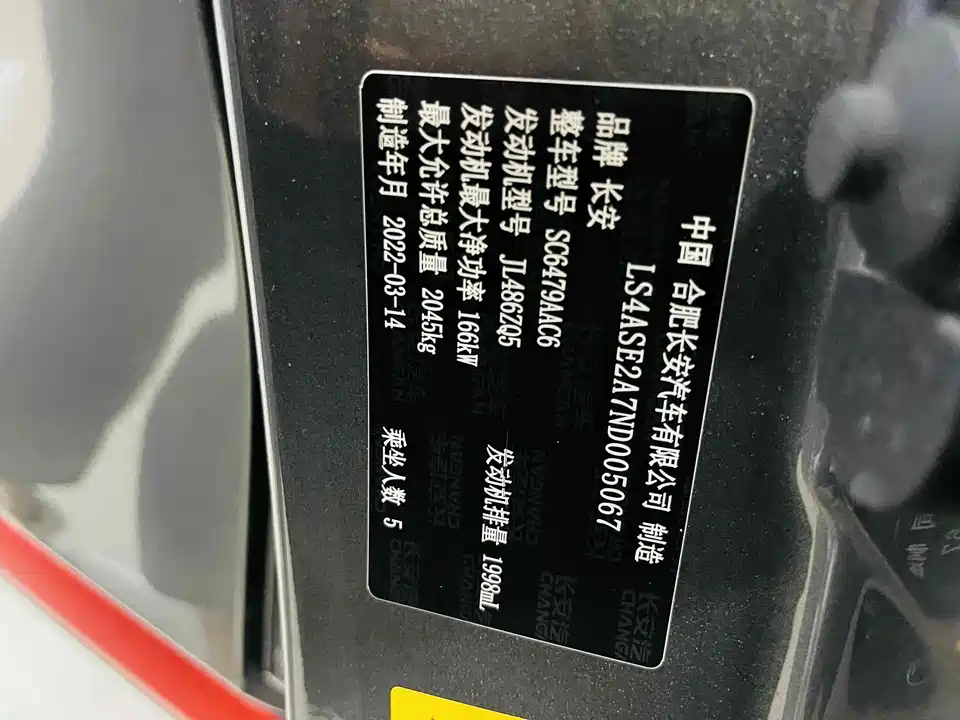 中国 合肥长安汽车有限公司 制造
LS4ASE2A7ND005067
品牌 长安
整车型号 SC6479AAC6
发动机型号 JL486ZQ5
发动机排量 1998mL
发动机最大净功率 166kW
最大允许总质量 2045kg
制造年月 2022-03-14
乘坐人数 5